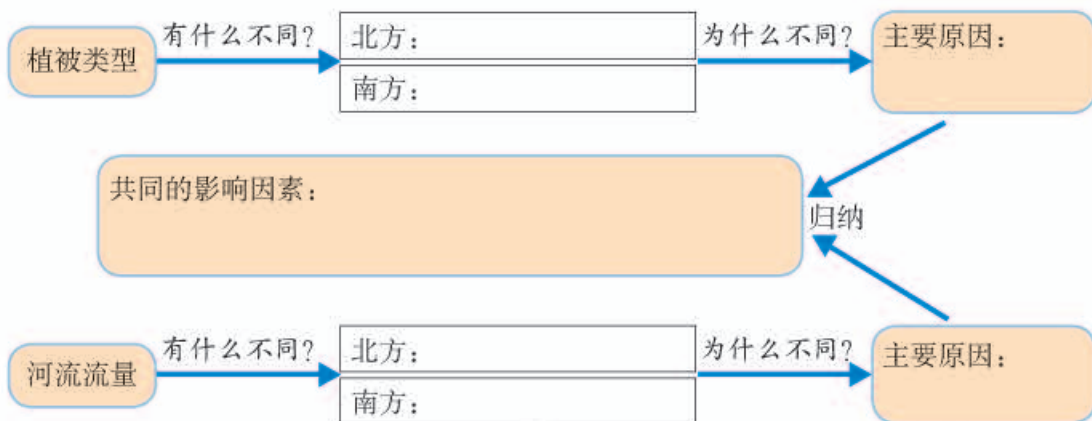 植被类型
有什么不同？
北方：
南方：
为什么不同？
主要原因：
共同的影响因素：
归纳
河流流量
有什么不同？
北方：
南方：
为什么不同？
主要原因：